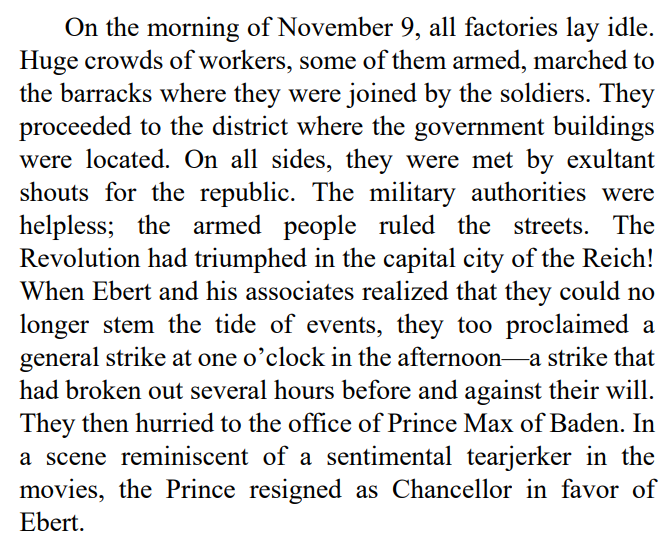 On the morning of November 9, all factories lay idle.
Huge crowds of workers, some of them armed, marched to
the barracks where they were joined by the soldiers. They
proceeded to the district where the government buildings
were located. On all sides, they were met by exultant
shouts for the republic. The military authorities were
helpless; the armed people ruled the streets. The
Revolution had triumphed in the capital city of the Reich!
When Ebert and his associates realized that they could no
longer stem the tide of events, they too proclaimed a
general strike at one o’clock in the afternoon—a strike that
had broken out several hours before and against their will.
They then hurried to the office of Prince Max of Baden. In
a scene reminiscent of a sentimental tearjerker in the
movies, the Prince resigned as Chancellor in favor of
Ebert.